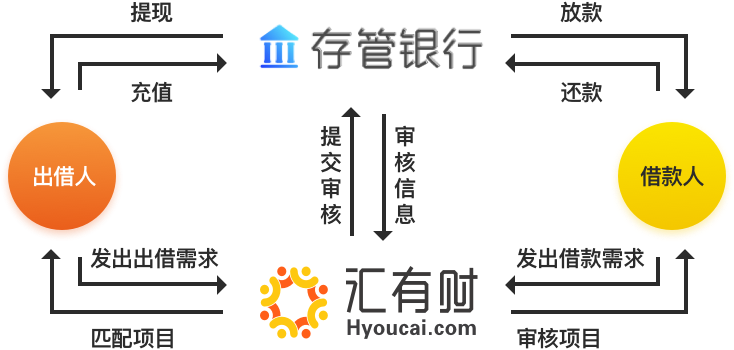 提现
放款
存管银行
充值
还款
提交审核
审核信息
出借人
借款人
发出出借需求
发出借款需求
汇有财
Hyoucai.com
匹配项目
审核项目